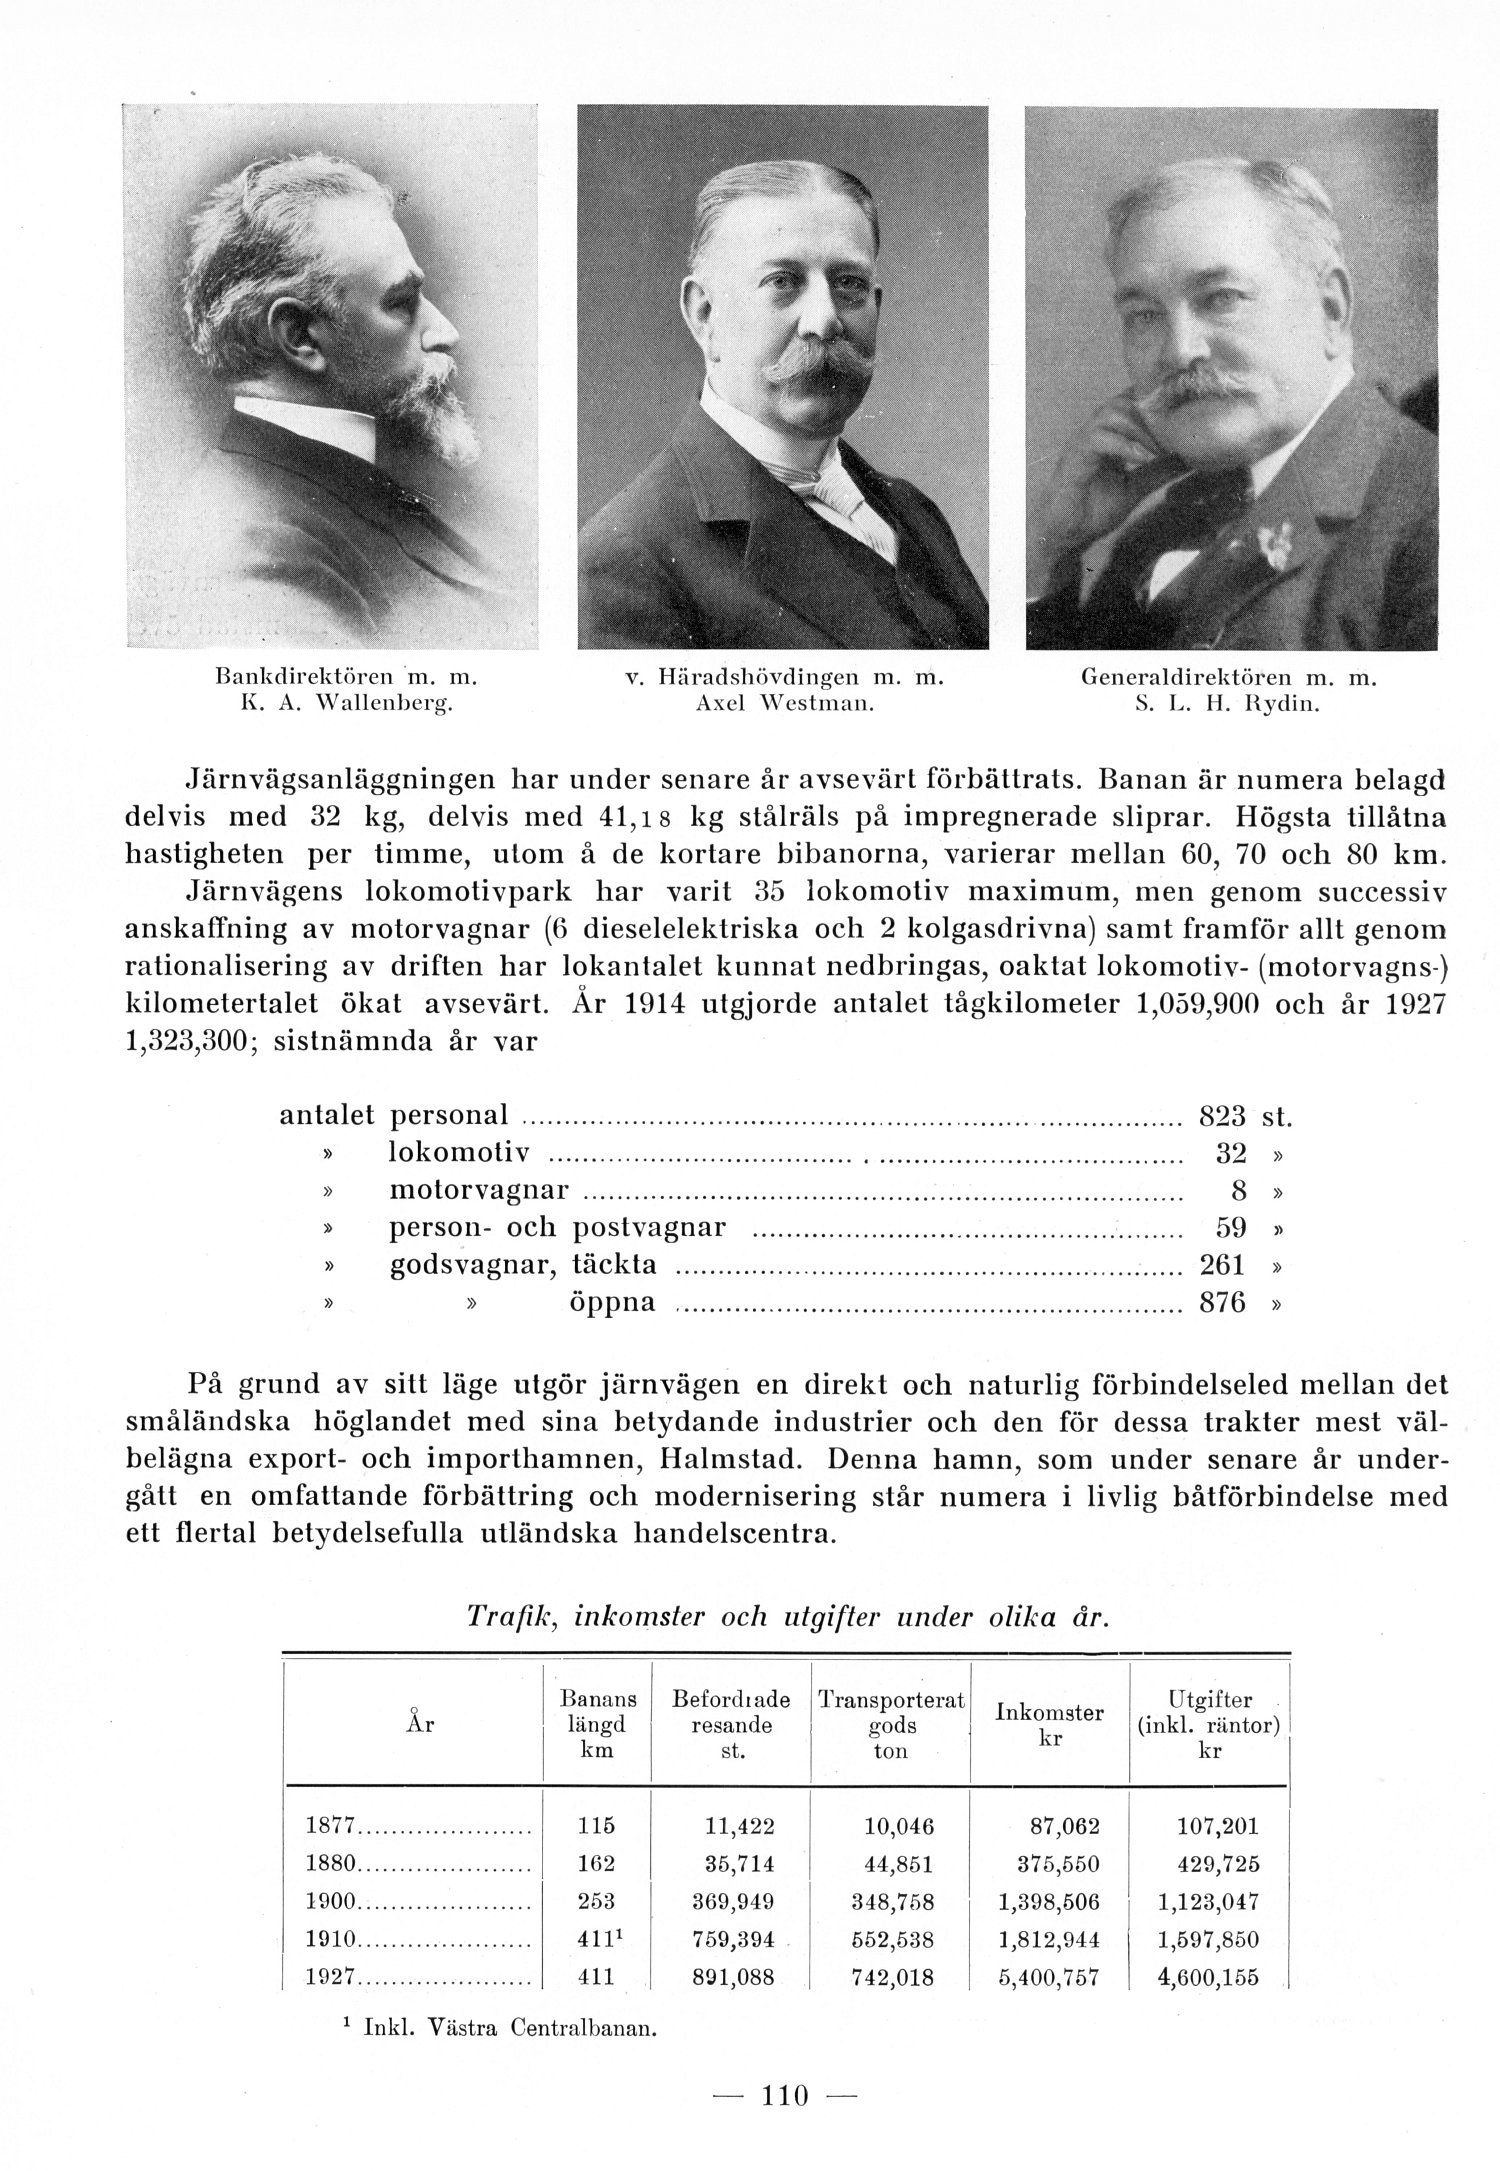 Bankdirektören m. m.
K. A. Wallenberg.
v. Häradshövdingen m. m.
Axel Westman.
Generaldirektören m. m.
S. L. H. Rydin.
Järnvägsanläggningen har under senare år avsevärt förbättrats. Banan är numera belagd
delvis med 32 kg, delvis med 41,18 kg stålräls på impregnerade sliprar. Högsta tillåtna
hastigheten per timme, utom å de kortare bibanorna, varierar mellan 60, 70 och 80 km.
Järnvägens lokomotivpark har varit 35 lokomotiv maximum, men genom successiv
anskaffning av motorvagnar (6 dieselelektriska och 2 kolgasdrivna) samt framför allt genom
rationalisering av driften har lokantalet kunnat nedbringas, oaktat lokomotiv- (motorvagns-)
kilometertalet ökat avsevärt. År 1914 utgjorde antalet tågkilometer 1,059,900 och år 1927
1,323,300; sistnämnda år var
antalet personal ........ 823 st.
» lokomotiv ........ 32 »
» motorvagnar ........ 8 »
» person- och postvagnar ........ 59 »
» godsvagnar, täckta ........ 261 »
» » öppna ........ 876 »
På grund av sitt läge utgör järnvägen en direkt och naturlig förbindelseled mellan det
småländska höglandet med sina betydande industrier och den för dessa trakter mest väl-
belägna export- och importhamnen, Halmstad. Denna hamn, som under senare år under-
gått en omfattande förbättring och modernisering står numera i livlig båtförbindelse med
ett flertal betydelsefulla utländska handelscentra.
Trafik, inkomster och utgifter under olika år.
År
Banans
längd
km
Befordrade
resande
st.
Transporterat
gods
ton
Inkomster
kr
Utgifter
(inkl. räntor)
kr
1877........ 115 11,422 10,046 87,062 107,201
1880........ 162 35,714 44,851 375,550 429,725
1900........ 253 369,949 348,758 1,398,506 1,123,047
1910........ 411¹ 759,394 552,538 1,812,944 1,597,850
1927........ 411 891,088 742,018 5,400,757 4,600,155
¹ Inkl. Västra Centralbanan.
— 110 —